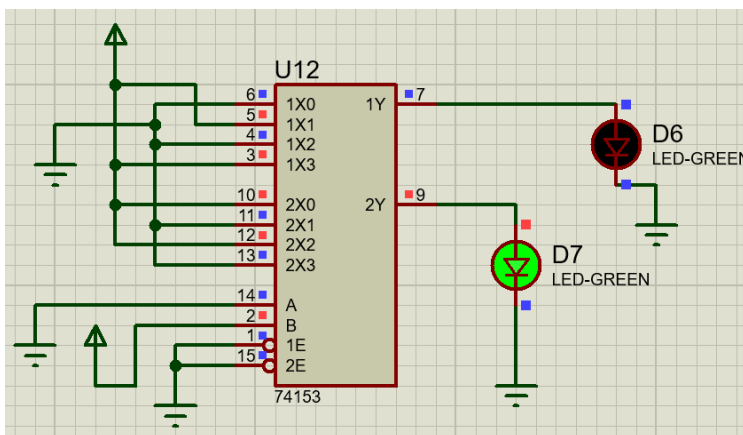 U12
6 1X0 1Y 7
5 1X1
4 1X2
3 1X3
10 2X0 2Y 9
11 2X1
12 2X2
13 2X3
14 A
2 B
1 1E
15 2E
74153
D6
LED-GREEN
D7
LED-GREEN